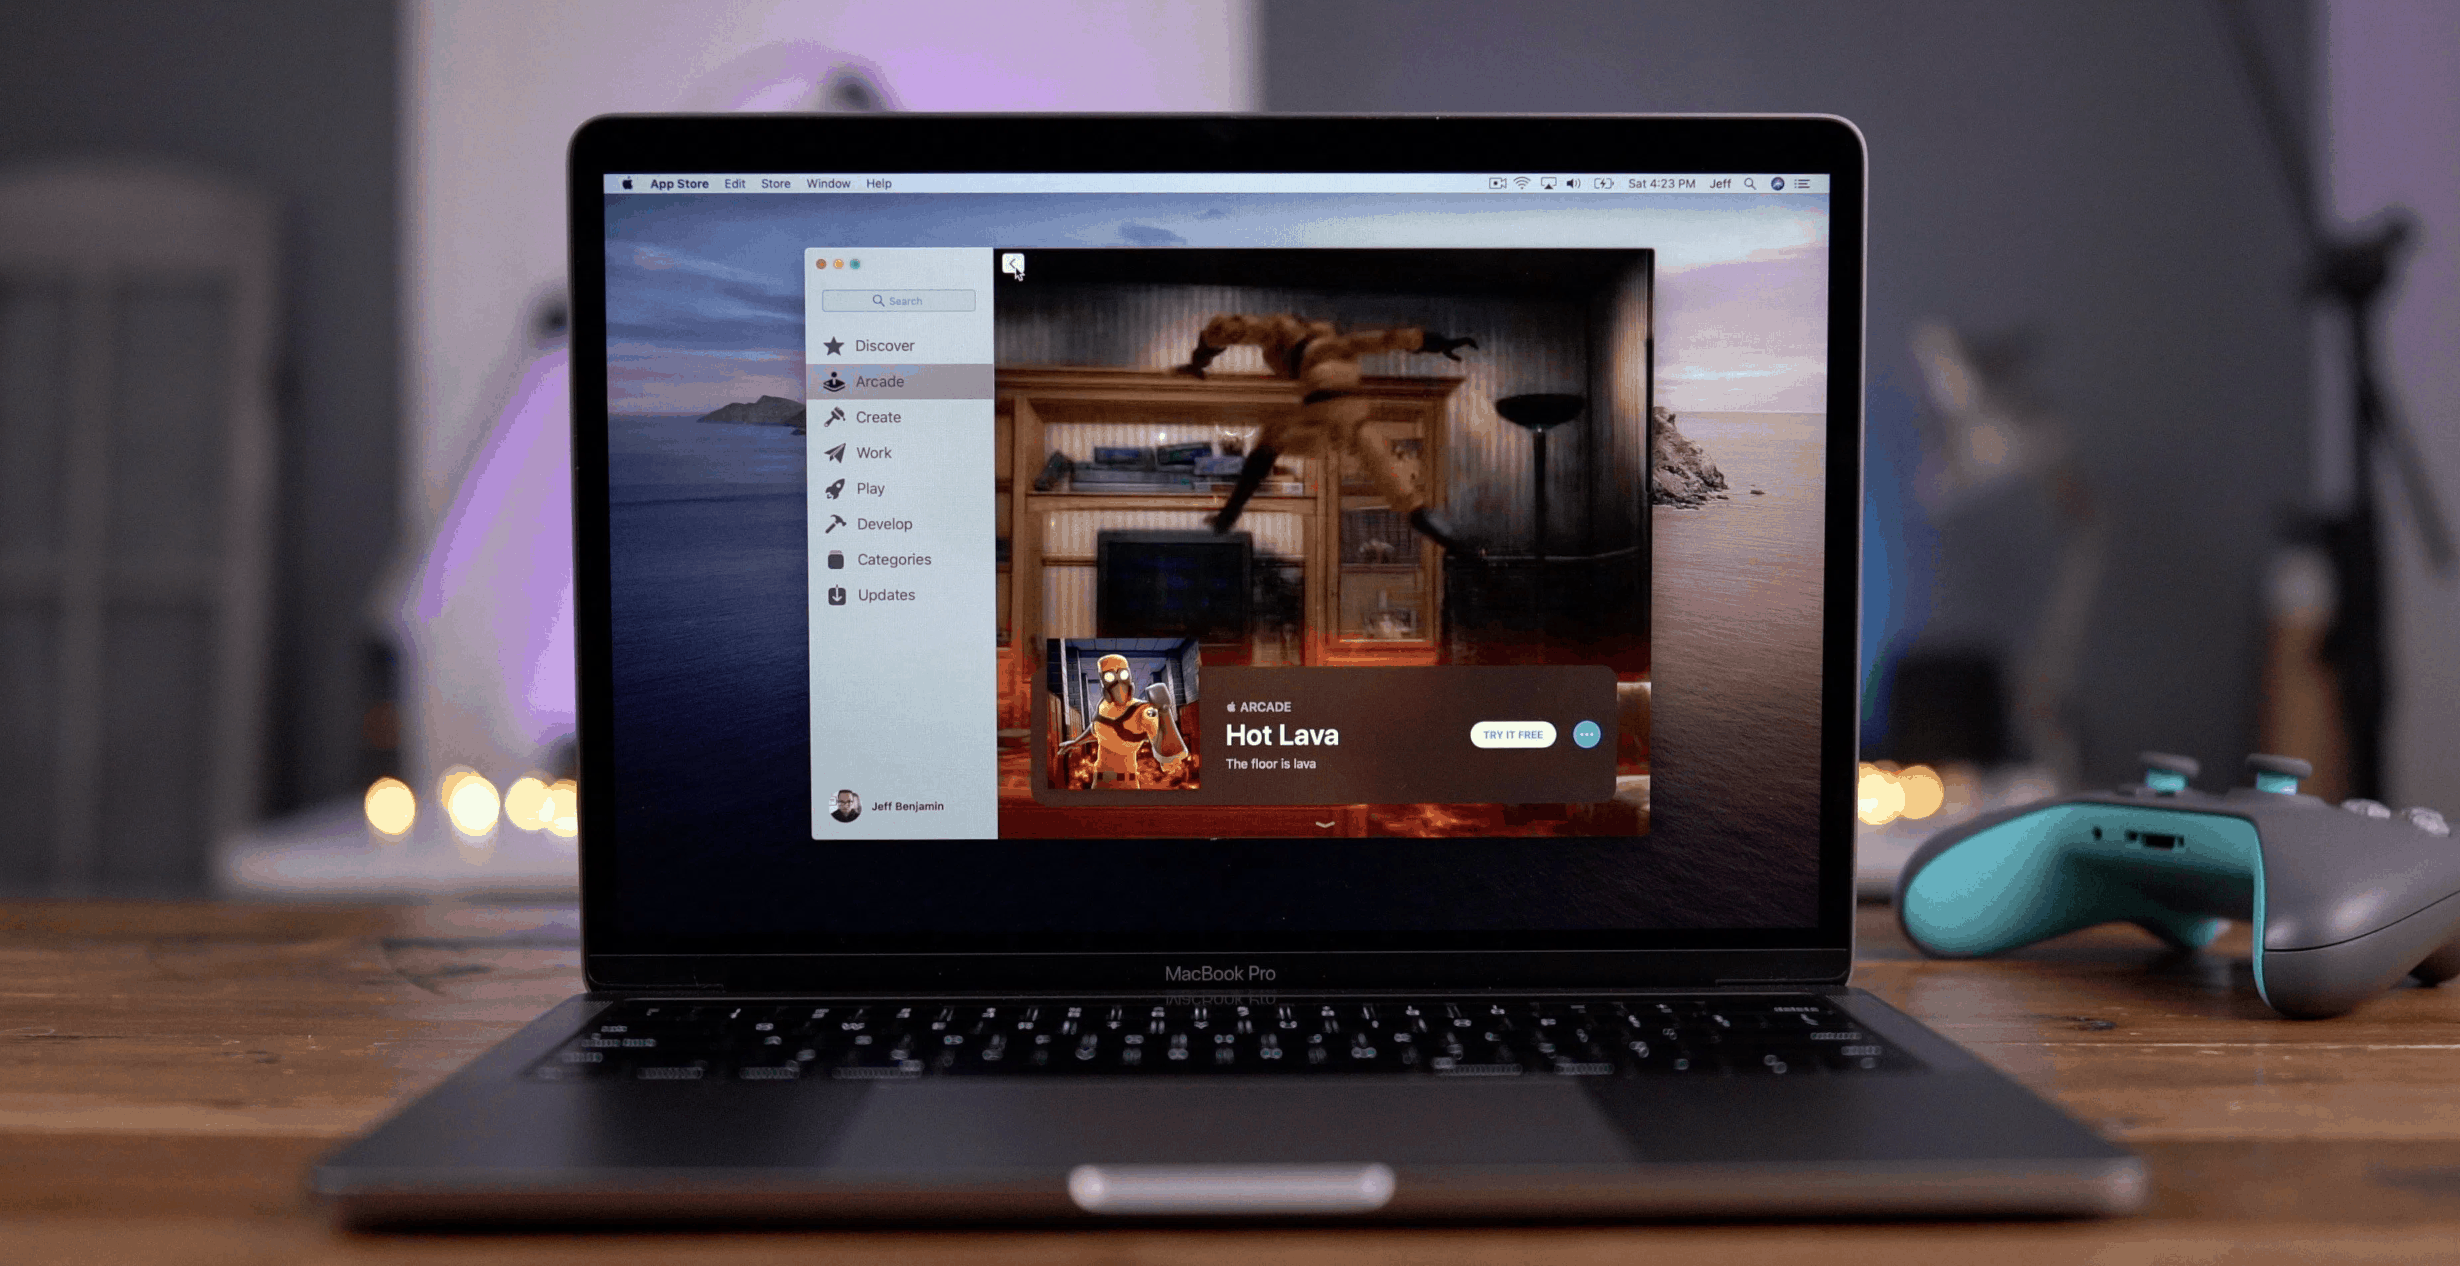 App Store Edit Store Window Help
Sat 4:23 PM Jeff
Search
Discover
Arcade
Create
Work
Play
Develop
Categories
Updates
ARCADE
Hot Lava
The floor is lava
TRY IT FREE
Jeff Benjamin
MacBook Pro
delete